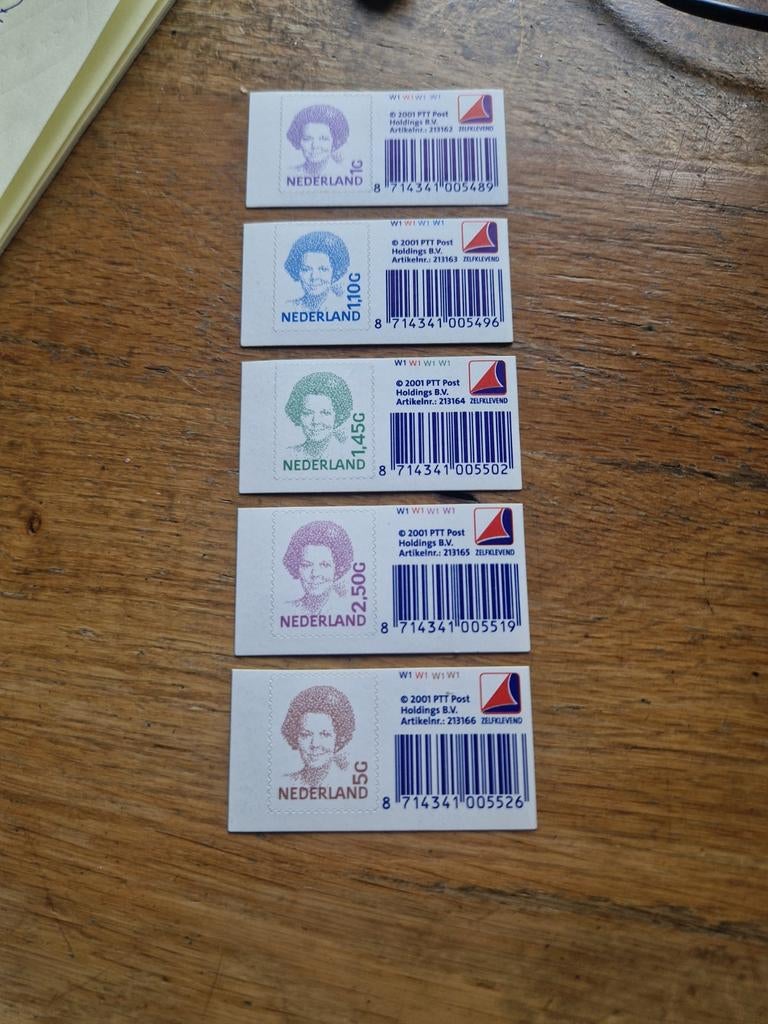 W1 W1 W1 W1
© 2001 PTT Post
Holdings B.V.
Artikelnr.: 213162
ZELFKLEVEND
NEDERLAND 1G
8 714341 005489
W1 W1 W1 W1
© 2001 PTT Post
Holdings B.V.
Artikelnr.: 213163
ZELFKLEVEND
NEDERLAND 1,10G
8 714341 005496
W1 W1 W1 W1
© 2001 PTT Post
Holdings B.V.
Artikelnr.: 213164
ZELFKLEVEND
NEDERLAND 1,45G
8 714341 005502
W1 W1 W1 W1
© 2001 PTT Post
Holdings B.V.
Artikelnr.: 213165
ZELFKLEVEND
NEDERLAND 2,50G
8 714341 005519
W1 W1 W1 W1
© 2001 PTT Post
Holdings B.V.
Artikelnr.: 213166
ZELFKLEVEND
NEDERLAND 5G
8 714341 005526